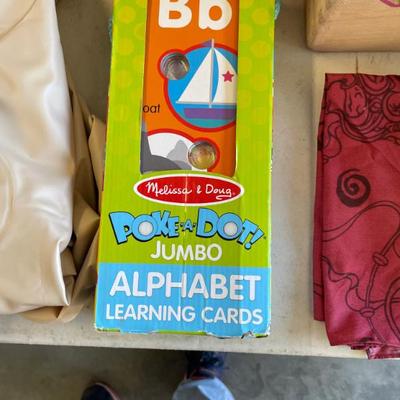 Bb
oat
Melissa & Doug
POKE-A-DOT!
JUMBO
ALPHABET
LEARNING CARDS